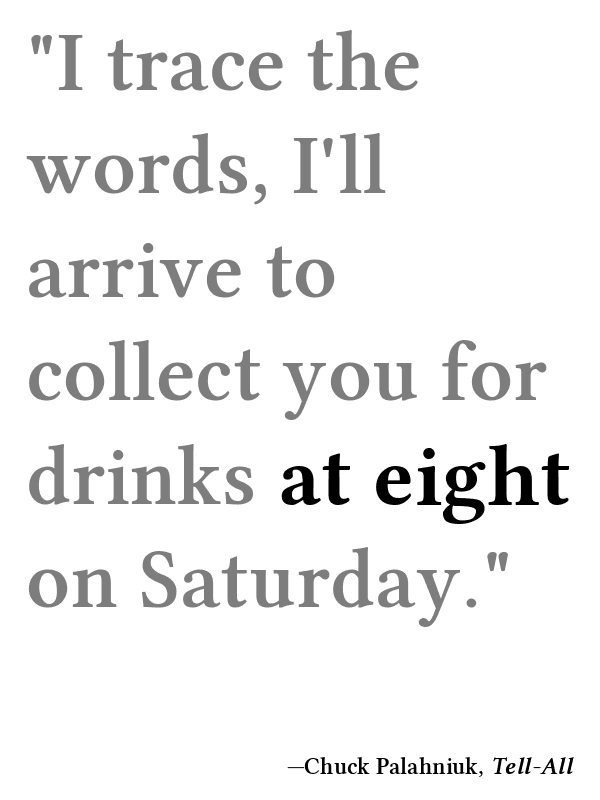 "I trace the
words, I'll
arrive to
collect you for
drinks at eight
on Saturday."
—Chuck Palahniuk, Tell-All